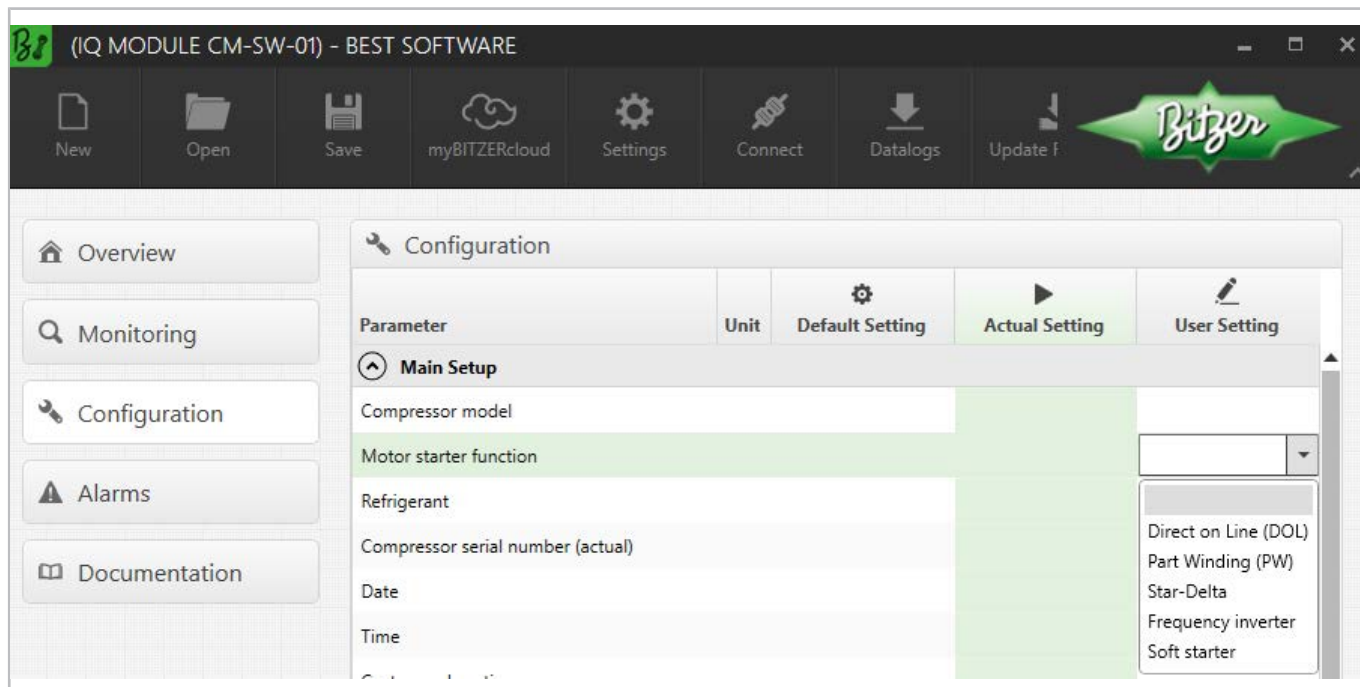 (IQ MODULE CM-SW-01) - BEST SOFTWARE
New
Open
Save
myBITZERcloud
Settings
Connect
Datalogs
Update F
Bitzer
Overview
Monitoring
Configuration
Alarms
Documentation
Configuration
Parameter Unit Default Setting Actual Setting User Setting
Main Setup
Compressor model
Motor starter function
Refrigerant
Compressor serial number (actual)
Date
Time
Direct on Line (DOL)
Part Winding (PW)
Star-Delta
Frequency inverter
Soft starter